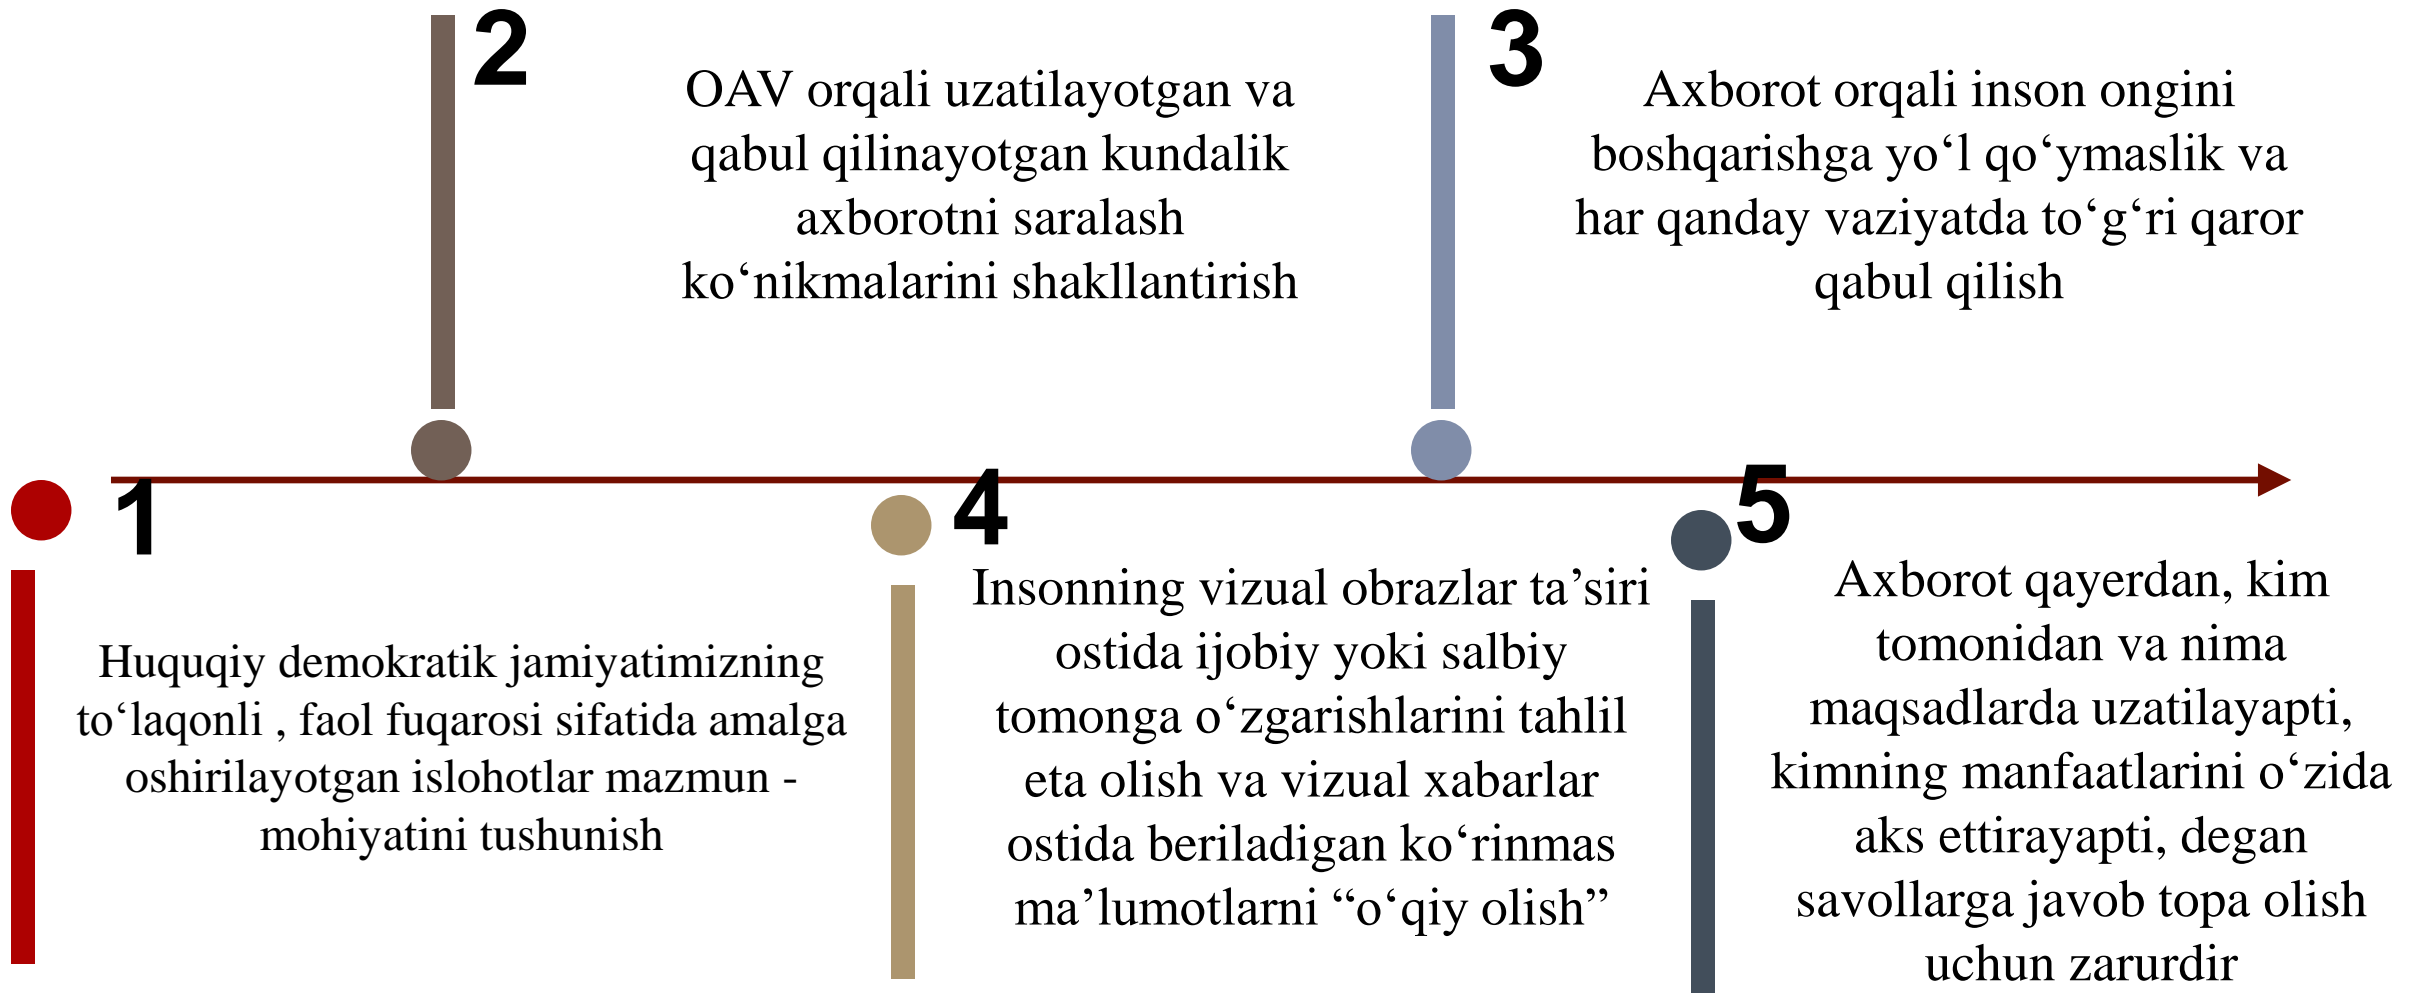 1
Huquqiy demokratik jamiyatimizning
to‘laqonli , faol fuqarosi sifatida amalga
oshirilayotgan islohotlar mazmun -
mohiyatini tushunish
2
OAV orqali uzatilayotgan va
qabul qilinayotgan kundalik
axborotni saralash
ko‘nikmalarini shakllantirish
3
Axborot orqali inson ongini
boshqarishga yo‘l qo‘ymaslik va
har qanday vaziyatda to‘g‘ri qaror
qabul qilish
4
Insonning vizual obrazlar ta’siri
ostida ijobiy yoki salbiy
tomonga o‘zgarishlarini tahlil
eta olish va vizual xabarlar
ostida beriladigan ko‘rinmas
ma’lumotlarni “o‘qiy olish”
5
Axborot qayerdan, kim
tomonidan va nima
maqsadlarda uzatilayapti,
kimning manfaatlarini o‘zida
aks ettirayapti, degan
savollarga javob topa olish
uchun zarurdir